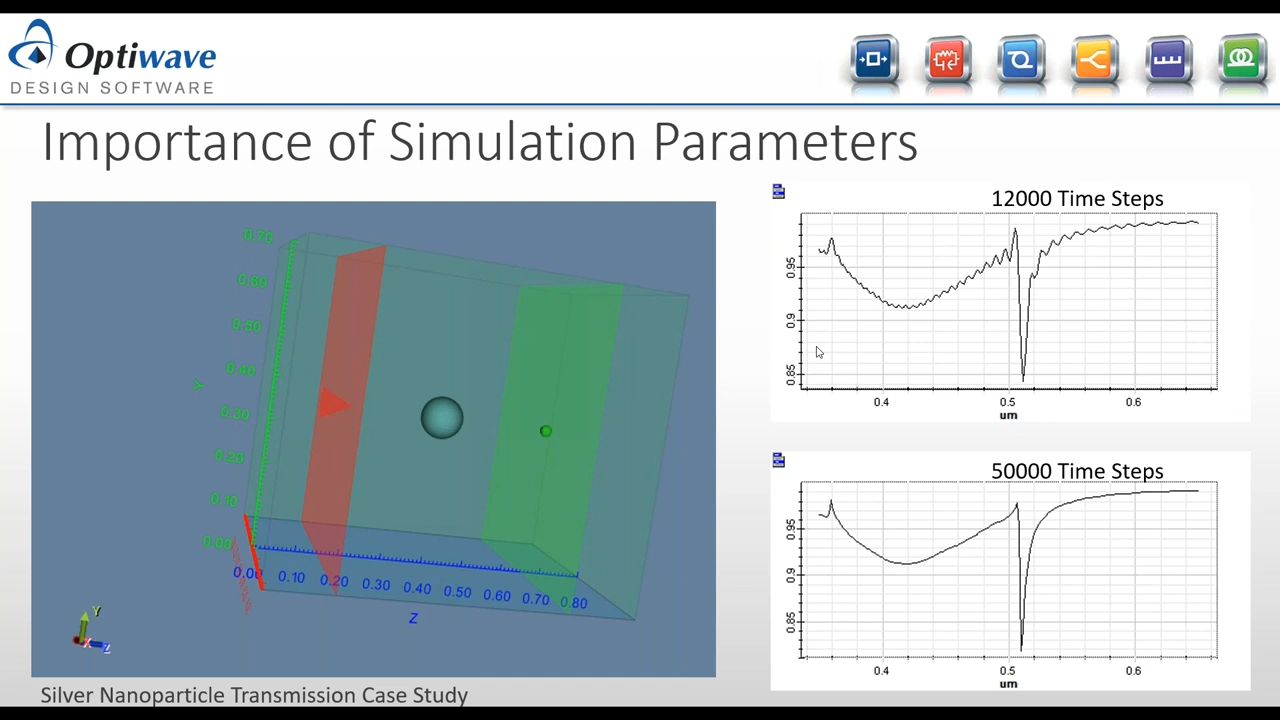 Optiwave
DESIGN SOFTWARE
Importance of Simulation Parameters
0.70
0.60
0.50
0.40
0.30
0.20
0.10
0.00
Y
0.00 0.10 0.20 0.30 0.40 0.50 0.60 0.70 0.80
Z
Y
X
Z
Silver Nanoparticle Transmission Case Study
12000 Time Steps
0.95
0.9
0.85
0.4 0.5 0.6
um
50000 Time Steps
0.95
0.9
0.85
0.4 0.5 0.6
um